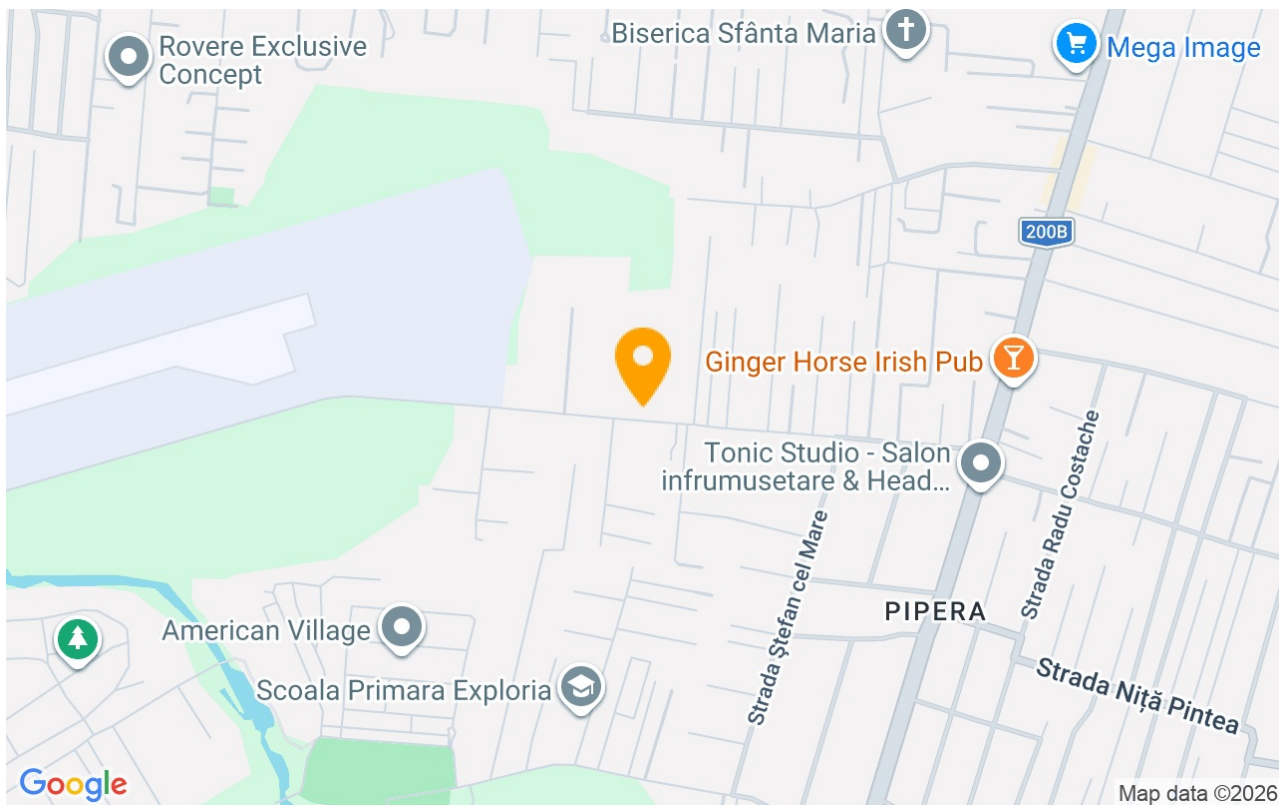 Biserica Sfânta Maria
Rovere Exclusive
Concept
Mega Image
200B
Ginger Horse Irish Pub
Tonic Studio - Salon
infrumusetare & Head...
Strada Radu Costache
Strada Ștefan cel Mare
PIPERA
American Village
Scoala Primara Exploria
Strada Niță Pintea
Google
Map data ©2026